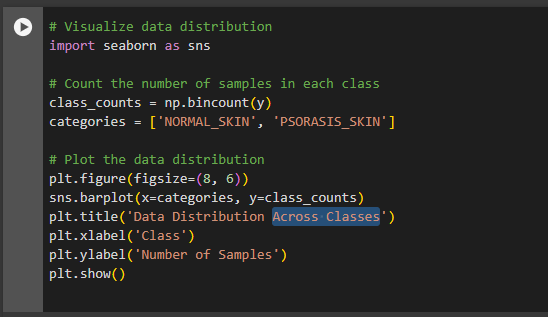 # Visualize data distribution
import seaborn as sns
# Count the number of samples in each class
class_counts = np.bincount(y)
categories = ['NORMAL_SKIN', 'PSORASIS_SKIN']
# Plot the data distribution
plt.figure(figsize=(8, 6))
sns.barplot(x=categories, y=class_counts)
plt.title('Data Distribution Across Classes')
plt.xlabel('Class')
plt.ylabel('Number of Samples')
plt.show()